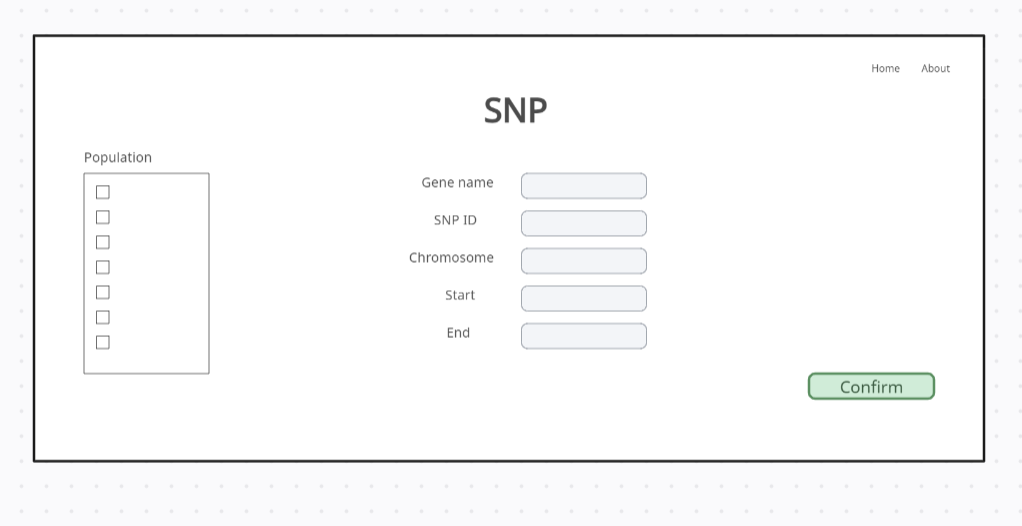 Home About
SNP
Population
Gene name
SNP ID
Chromosome
Start
End
Confirm